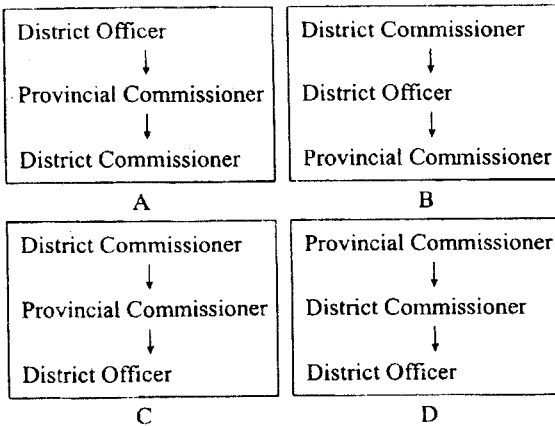 District Officer
↓
Provincial Commissioner
↓
District Commissioner
A
District Commissioner
↓
District Officer
↓
Provincial Commissioner
B
District Commissioner
↓
Provincial Commissioner
↓
District Officer
C
Provincial Commissioner
↓
District Commissioner
↓
District Officer
D